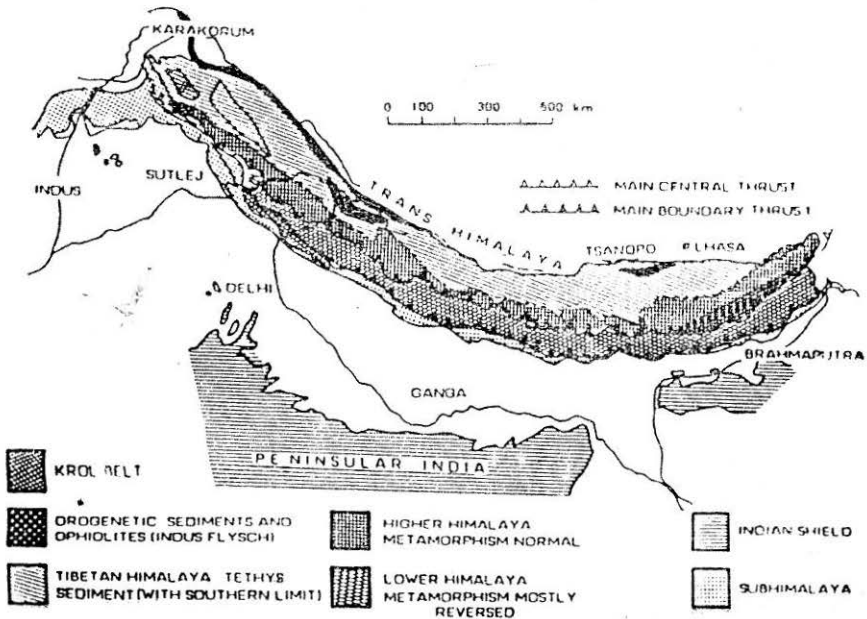 KARAKORUM
0 100 300 500 km
INDUS
SUTLEJ
MAIN CENTRAL THRUST
MAIN BOUNDARY THRUST
TRANS HIMALAYA
TSANGPO
LHASA
DELHI
BRAHMAPUTRA
GANGA
PENINSULAR INDIA
KROL BELT
OROGENETIC SEDIMENTS AND
OPHIOLITES (INDUS FLYSCH)
TIBETAN HIMALAYA TETHYS
SEDIMENT (WITH SOUTHERN LIMIT)
HIGHER HIMALAYA
METAMORPHISM NORMAL
LOWER HIMALAYA
METAMORPHISM MOSTLY
REVERSED
INDIAN SHIELD
SUBHIMALAYA